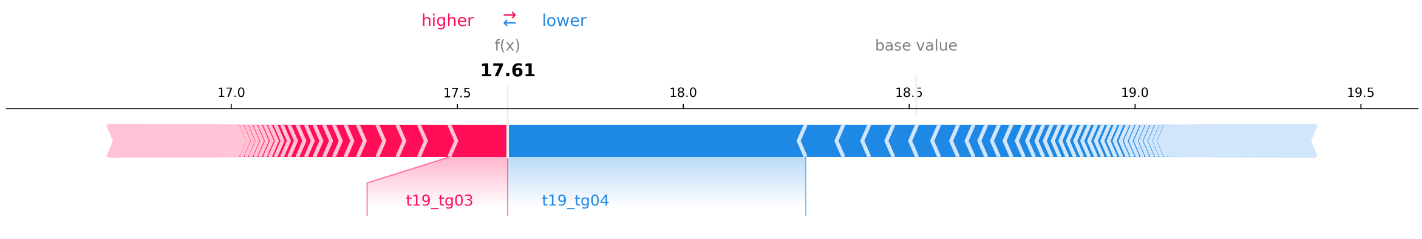 higher ⇄ lower
f(x) base value
17.61
17.0 17.5 18.0 18.5 19.0 19.5
t19_tg03 t19_tg04